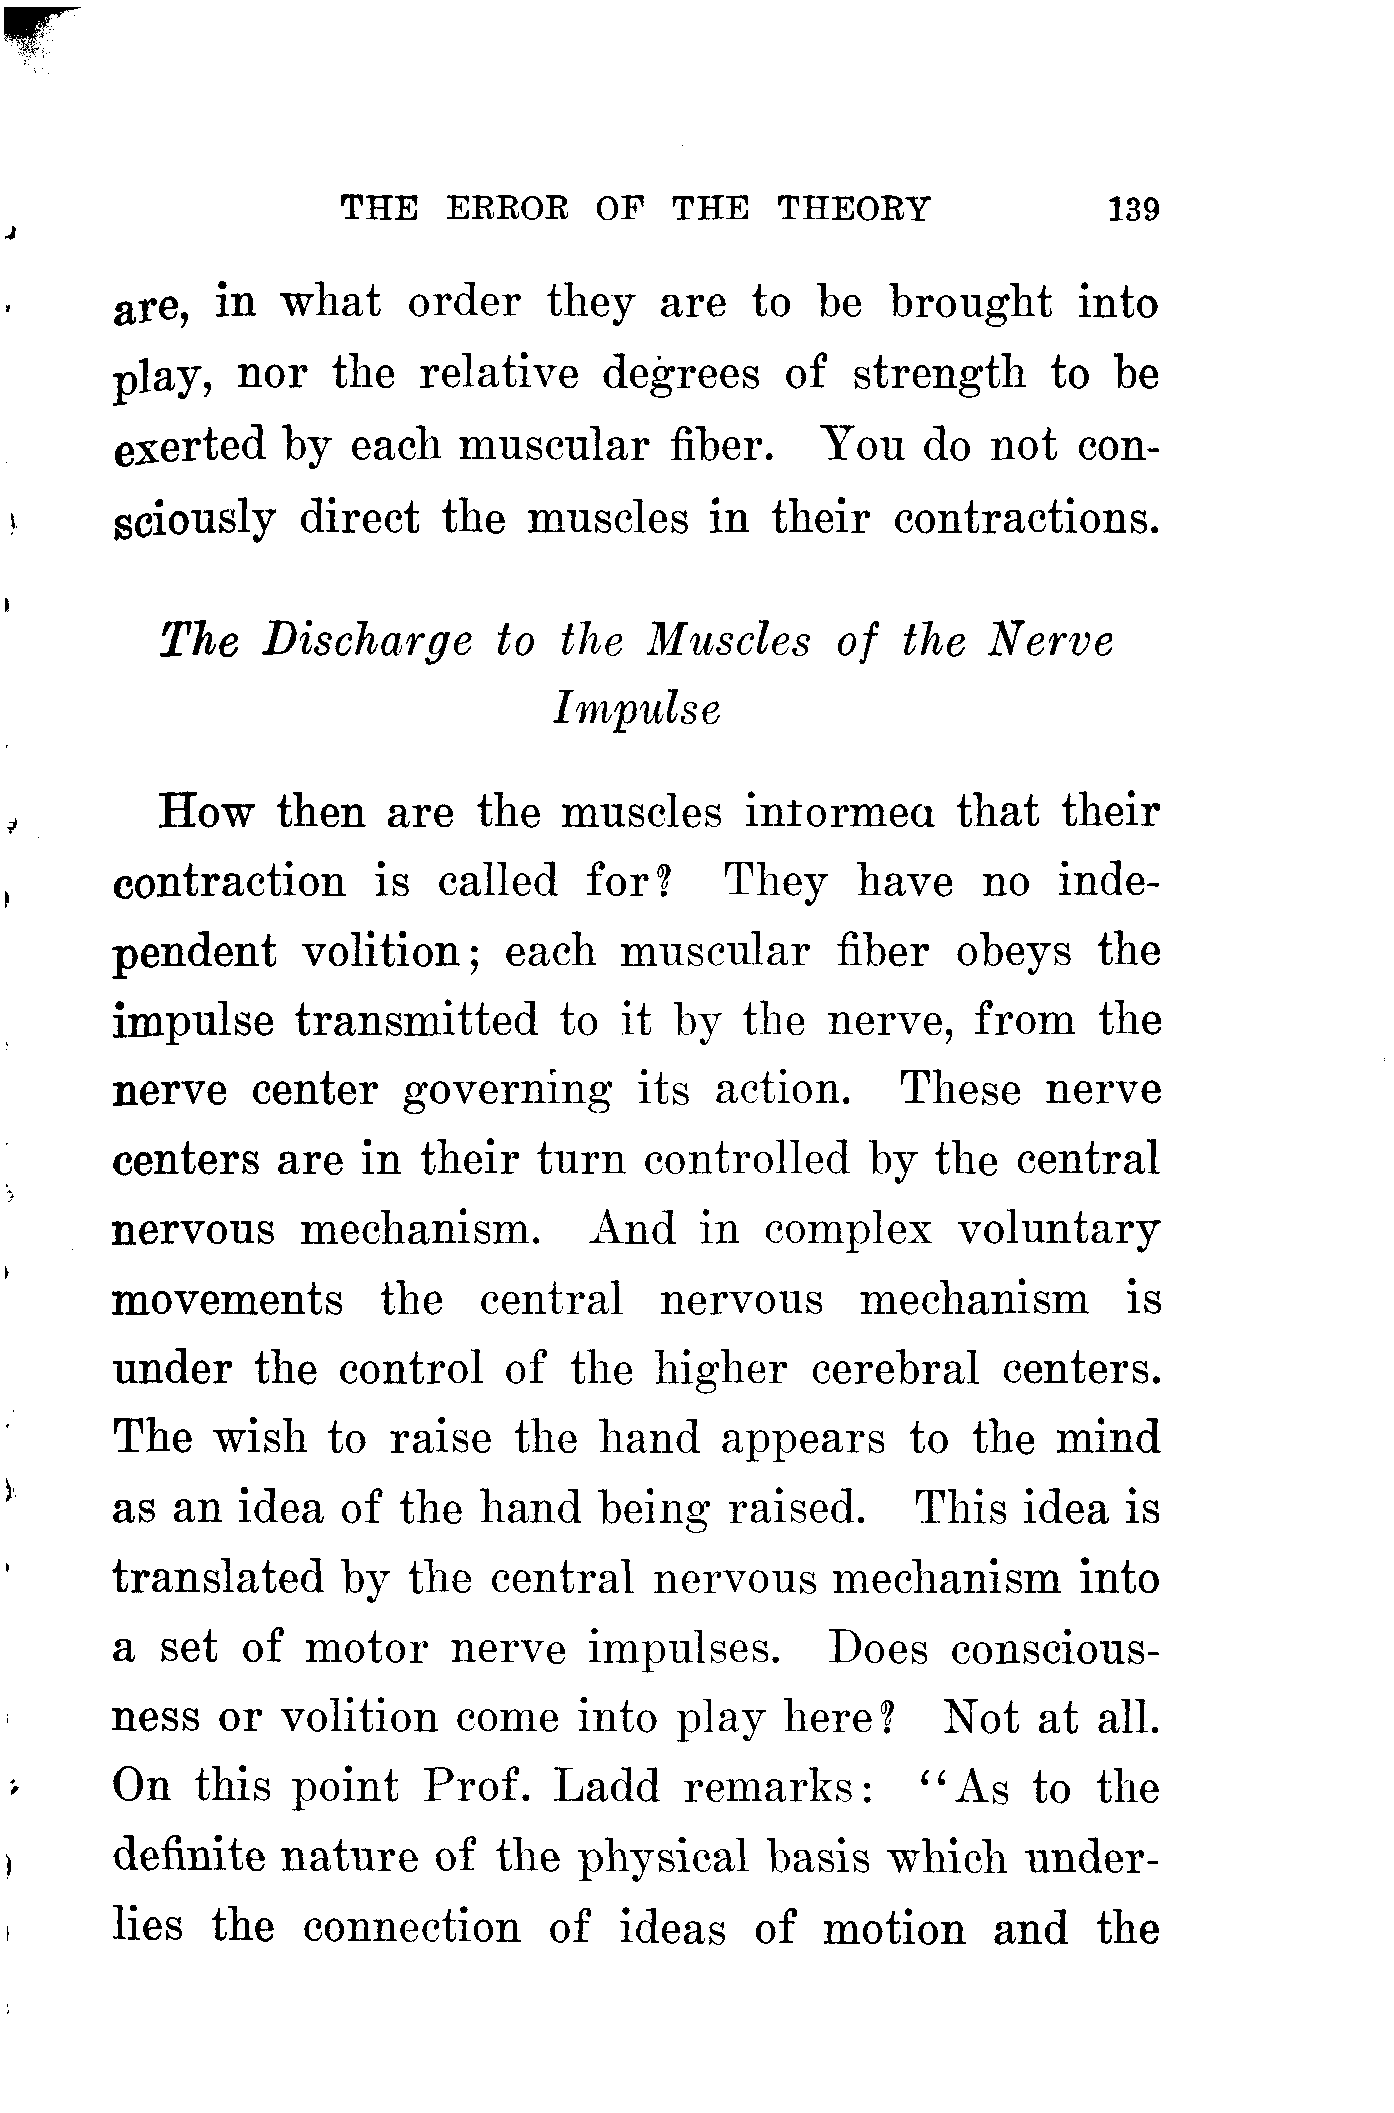 THE ERROR OF THE THEORY 139
are, in what order they are to be brought into
play, nor the relative degrees of strength to be
exerted by each muscular fiber. You do not con-
sciously direct the muscles in their contractions.
The Discharge to the Muscles of the Nerve
Impulse
How then are the muscles informed that their
contraction is called for? They have no inde-
pendent volition; each muscular fiber obeys the
impulse transmitted to it by the nerve, from the
nerve center governing its action. These nerve
centers are in their turn controlled by the central
nervous mechanism. And in complex voluntary
movements the central nervous mechanism is
under the control of the higher cerebral centers.
The wish to raise the hand appears to the mind
as an idea of the hand being raised. This idea is
translated by the central nervous mechanism into
a set of motor nerve impulses. Does conscious-
ness or volition come into play here? Not at all.
On this point Prof. Ladd remarks: "As to the
definite nature of the physical basis which under-
lies the connection of ideas of motion and the